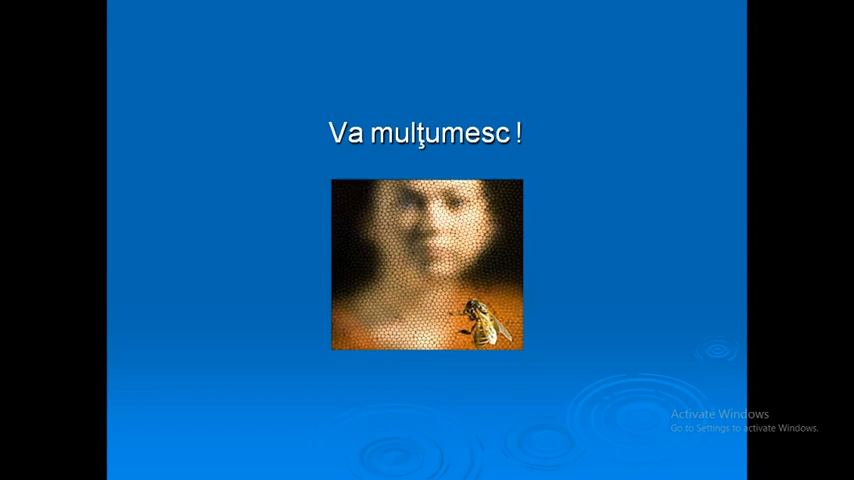 Va mulţumesc !
Activate Windows
Go to Settings to activate Windows.